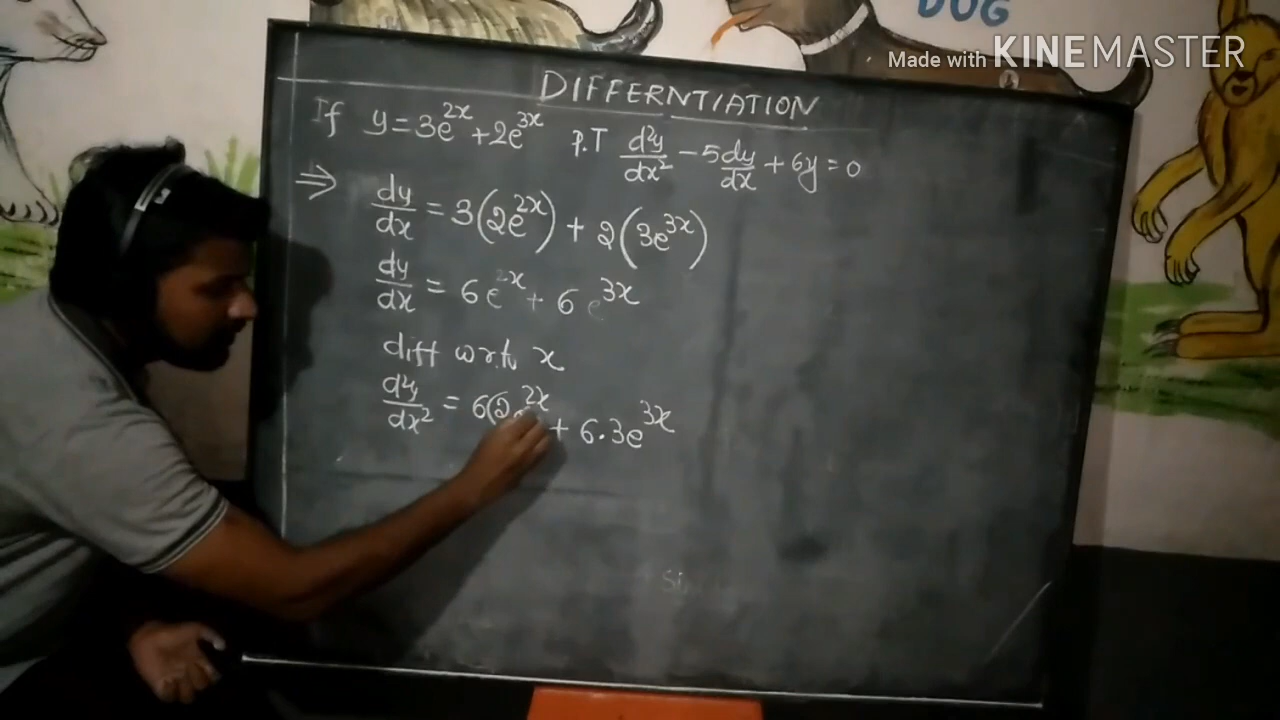 DOG
Made with KINEMASTER
DIFFERNTIATION
If y = 3e^2x + 2e^3x P.T d²y/dx² - 5dy/dx + 6y = 0
⇒ dy/dx = 3(2e^2x) + 2(3e^3x)
dy/dx = 6e^2x + 6e^3x
diff w.r.t. x
d²y/dx² = 6(2e^2x + 6.3e^3x